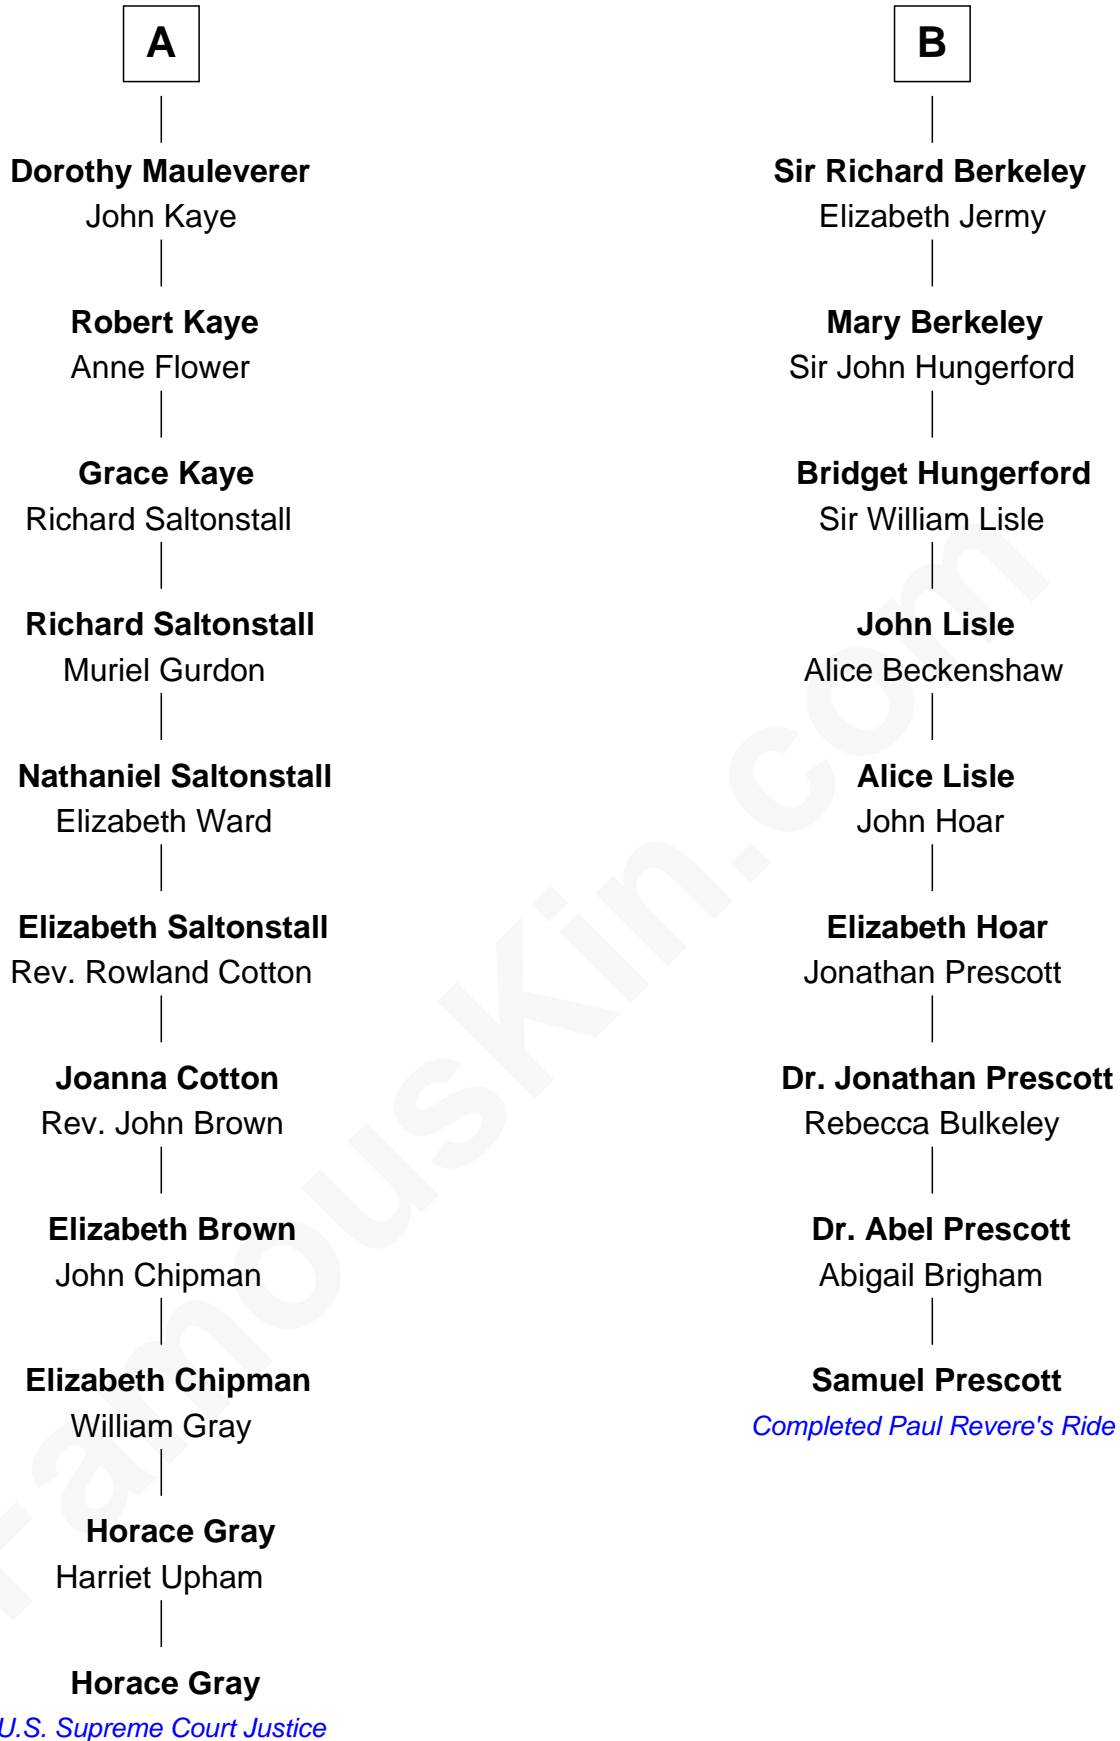 A
Dorothy Mauleverer
John Kaye
Robert Kaye
Anne Flower
Grace Kaye
Richard Saltonstall
Richard Saltonstall
Muriel Gurdon
Nathaniel Saltonstall
Elizabeth Ward
Elizabeth Saltonstall
Rev. Rowland Cotton
Joanna Cotton
Rev. John Brown
Elizabeth Brown
John Chipman
Elizabeth Chipman
William Gray
Horace Gray
Harriet Upham
Horace Gray
U.S. Supreme Court Justice
B
Sir Richard Berkeley
Elizabeth Jermy
Mary Berkeley
Sir John Hungerford
Bridget Hungerford
Sir William Lisle
John Lisle
Alice Beckenshaw
Alice Lisle
John Hoar
Elizabeth Hoar
Jonathan Prescott
Dr. Jonathan Prescott
Rebecca Bulkeley
Dr. Abel Prescott
Abigail Brigham
Samuel Prescott
Completed Paul Revere's Ride
FamousKin.com